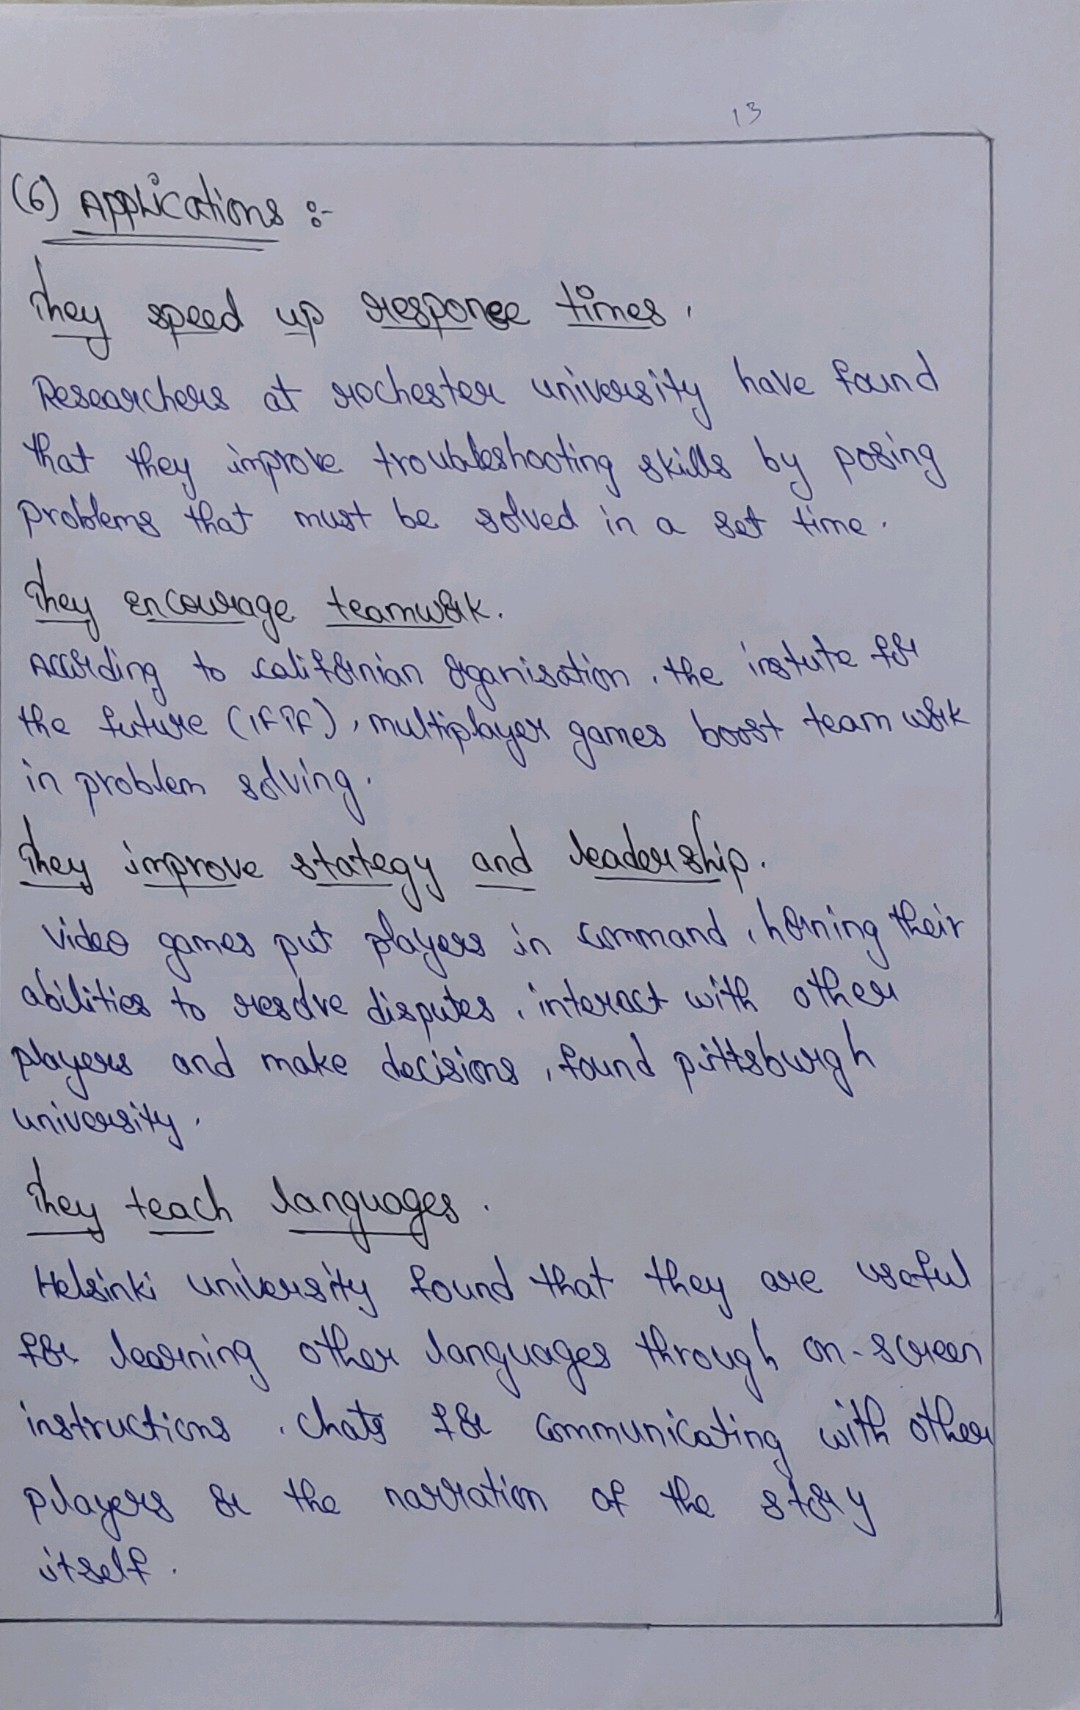 13
(6) Applications :-
They speed up response times.
Researchers at rochester university have found
that they improve troubleshooting skills by posing
problems that must be solved in a set time.
They encourage teamwork.
According to californian organisation, the instute for
the future (IFTF), multiplayer games boost team work
in problem solving.
They improve stategy and leadership.
Video games put players in command, horning their
abilities to resolve disputes, interact with other
players and make decisions, found pittsburgh
university.
They teach languages.
Helsinki university found that they are useful
for learning other languages through on-screen
instructions, chats for communicating with other
players or the narration of the story
itself.